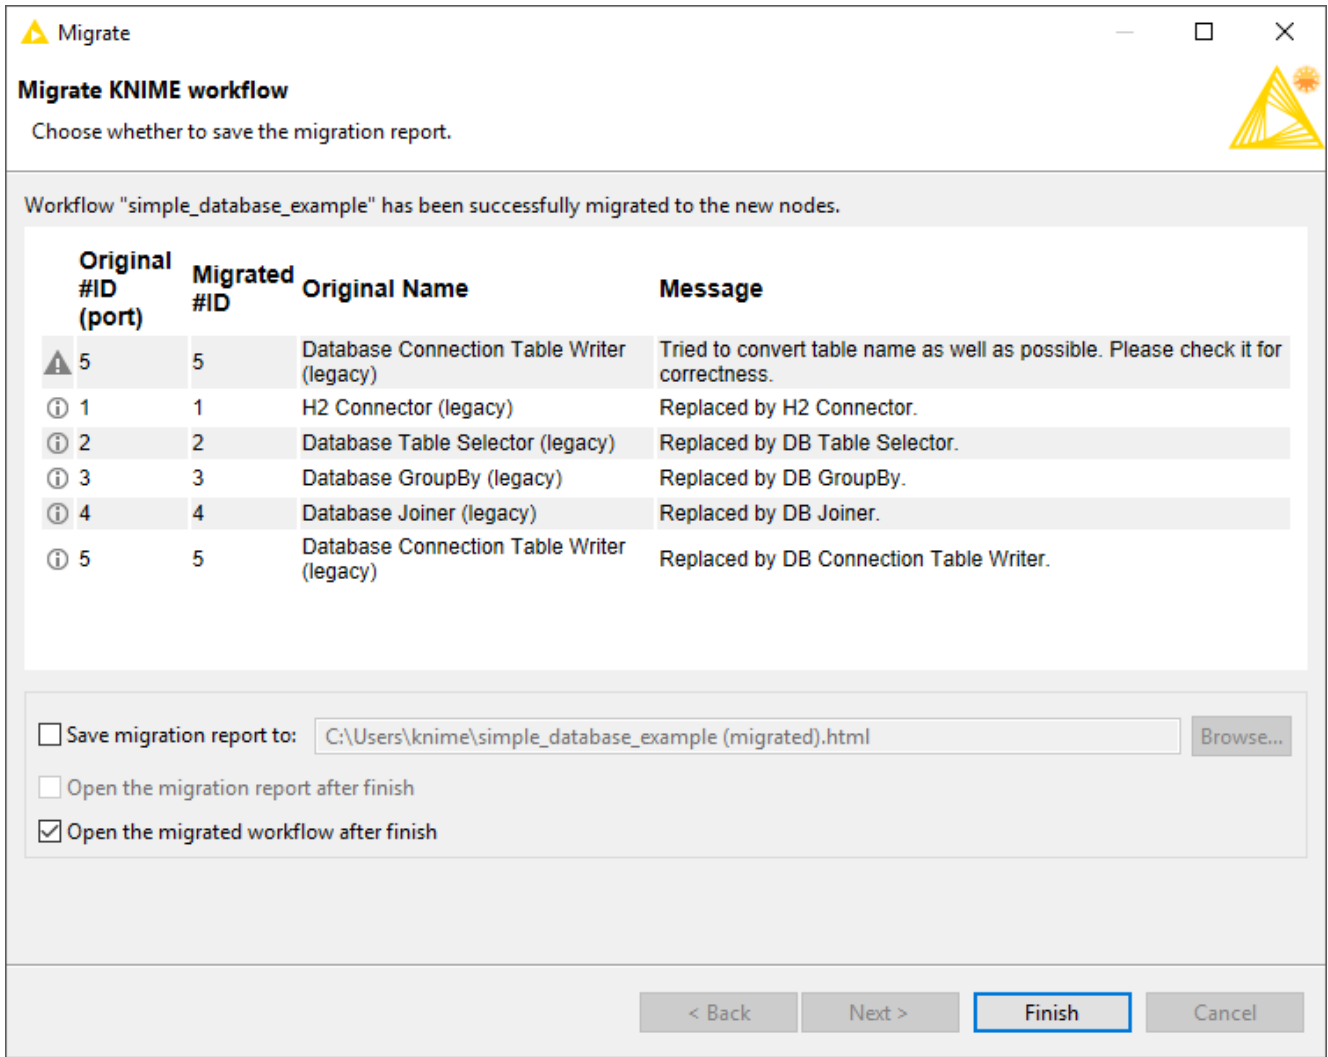 Migrate
Migrate KNIME workflow
Choose whether to save the migration report.
Workflow "simple_database_example" has been successfully migrated to the new nodes.
Original #ID (port) Migrated #ID Original Name Message
5 5 Database Connection Table Writer (legacy) Tried to convert table name as well as possible. Please check it for correctness.
1 1 H2 Connector (legacy) Replaced by H2 Connector.
2 2 Database Table Selector (legacy) Replaced by DB Table Selector.
3 3 Database GroupBy (legacy) Replaced by DB GroupBy.
4 4 Database Joiner (legacy) Replaced by DB Joiner.
5 5 Database Connection Table Writer (legacy) Replaced by DB Connection Table Writer.
Save migration report to: C:\Users\knime\simple_database_example (migrated).html Browse...
Open the migration report after finish
Open the migrated workflow after finish
< Back Next > Finish Cancel